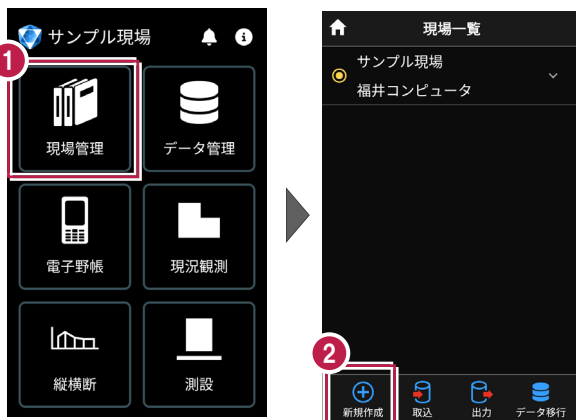 サンプル現場
1
現場管理
データ管理
電子野帳
現況観測
縦横断
測設
現場一覧
サンプル現場
福井コンピュータ
2
新規作成
取込
出力
データ移行